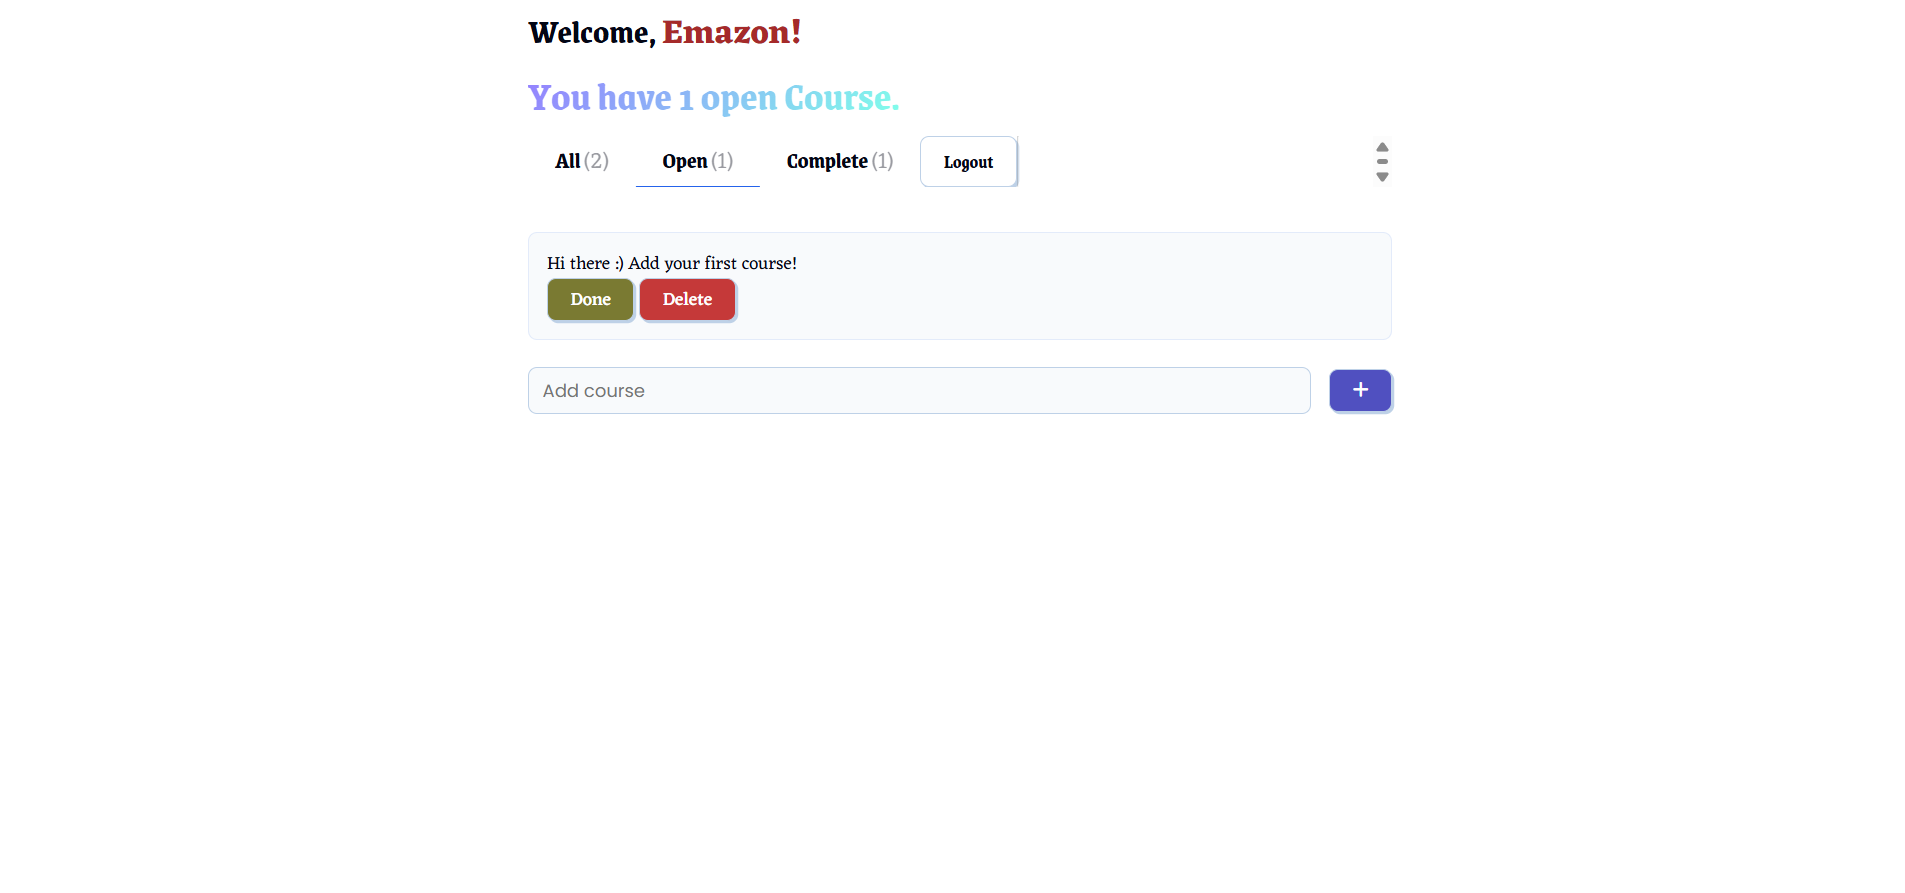 Welcome, Emazon!
You have 1 open Course.
All (2) Open (1) Complete (1) Logout
Hi there :) Add your first course!
Done Delete
Add course +